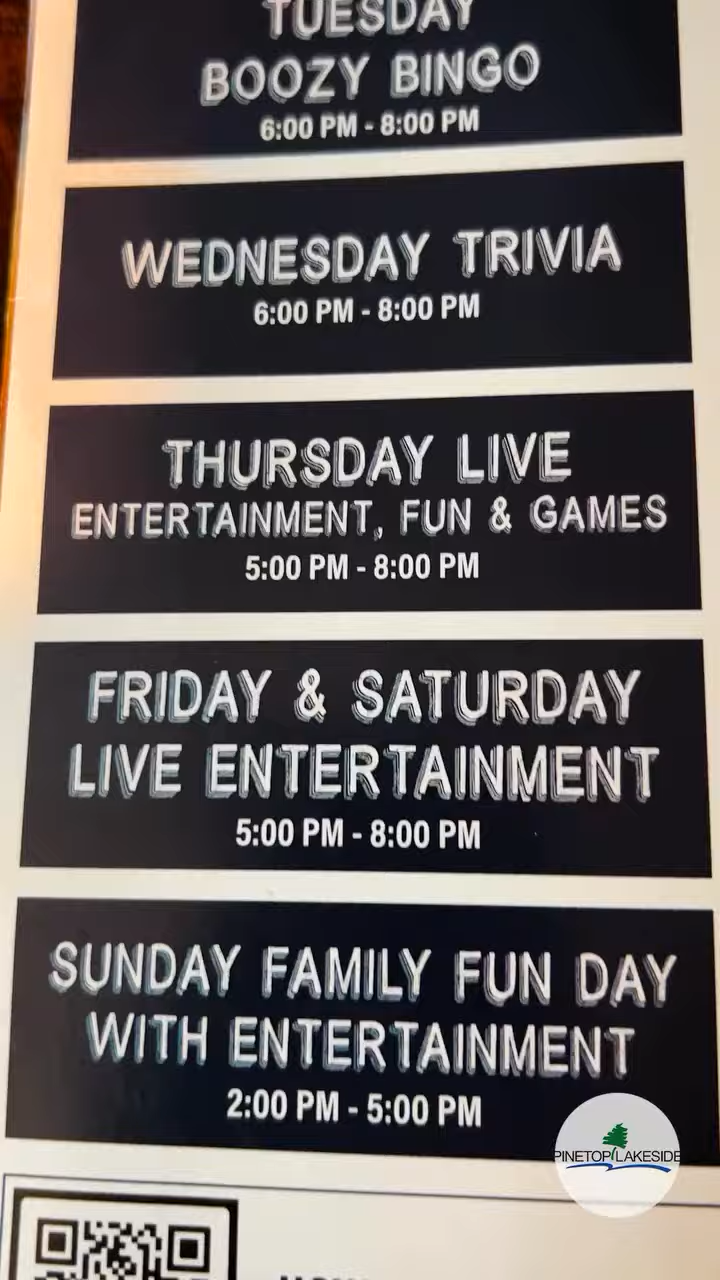 TUESDAY
BOOZY BINGO
6:00 PM - 8:00 PM
WEDNESDAY TRIVIA
6:00 PM - 8:00 PM
THURSDAY LIVE
ENTERTAINMENT, FUN & GAMES
5:00 PM - 8:00 PM
FRIDAY & SATURDAY
LIVE ENTERTAINMENT
5:00 PM - 8:00 PM
SUNDAY FAMILY FUN DAY
WITH ENTERTAINMENT
2:00 PM - 5:00 PM
PINETOP LAKESIDE